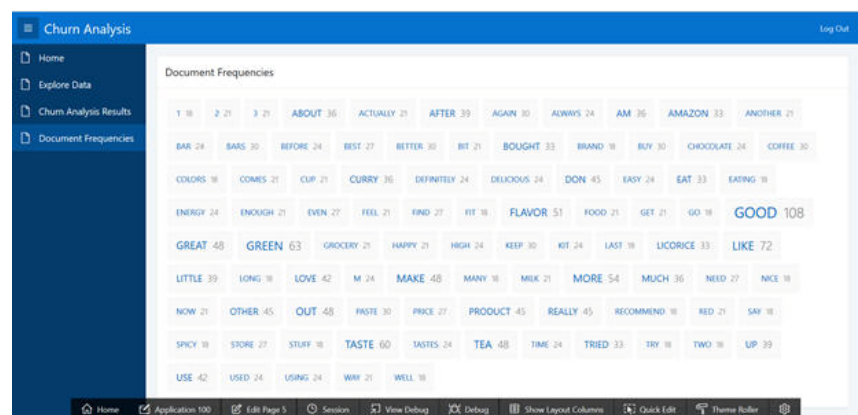 Churn Analysis Log Out
Home
Explore Data
Churn Analysis Results
Document Frequencies
Document Frequencies
1 18 2 21 3 21 ABOUT 36 ACTUALLY 21 AFTER 39 AGAIN 30 ALWAYS 24 AM 36 AMAZON 33 ANOTHER 21
BAR 24 BARS 30 BEFORE 24 BEST 27 BETTER 30 BIT 21 BOUGHT 33 BRAND 18 BUY 30 CHOCOLATE 24 COFFEE 30
COLORS 18 COMES 21 CUP 21 CURRY 36 DEFINITELY 24 DELICIOUS 24 DON 45 EASY 24 EAT 33 EATING 18
ENERGY 24 ENOUGH 21 EVEN 27 FEEL 21 FIND 27 FIT 18 FLAVOR 51 FOOD 21 GET 21 GO 18 GOOD 108
GREAT 48 GREEN 63 GROCERY 21 HAPPY 21 HIGH 24 KEEP 30 KIT 24 LAST 18 LICORICE 33 LIKE 72
LITTLE 39 LONG 18 LOVE 42 M 24 MAKE 48 MANY 18 MILK 21 MORE 54 MUCH 36 NEED 27 NICE 18
NOW 21 OTHER 45 OUT 48 PASTE 30 PRICE 27 PRODUCT 45 REALLY 45 RECOMMEND 18 RED 21 SAY 18
SPICY 18 STORE 27 STUFF 18 TASTE 60 TASTES 24 TEA 48 TIME 24 TRIED 33 TRY 18 TWO 18 UP 39
USE 42 USED 24 USING 24 WAY 21 WELL 18
Home Application 100 Edit Page 5 Session View Debug Debug Show Layout Columns Quick Edit Theme Roller